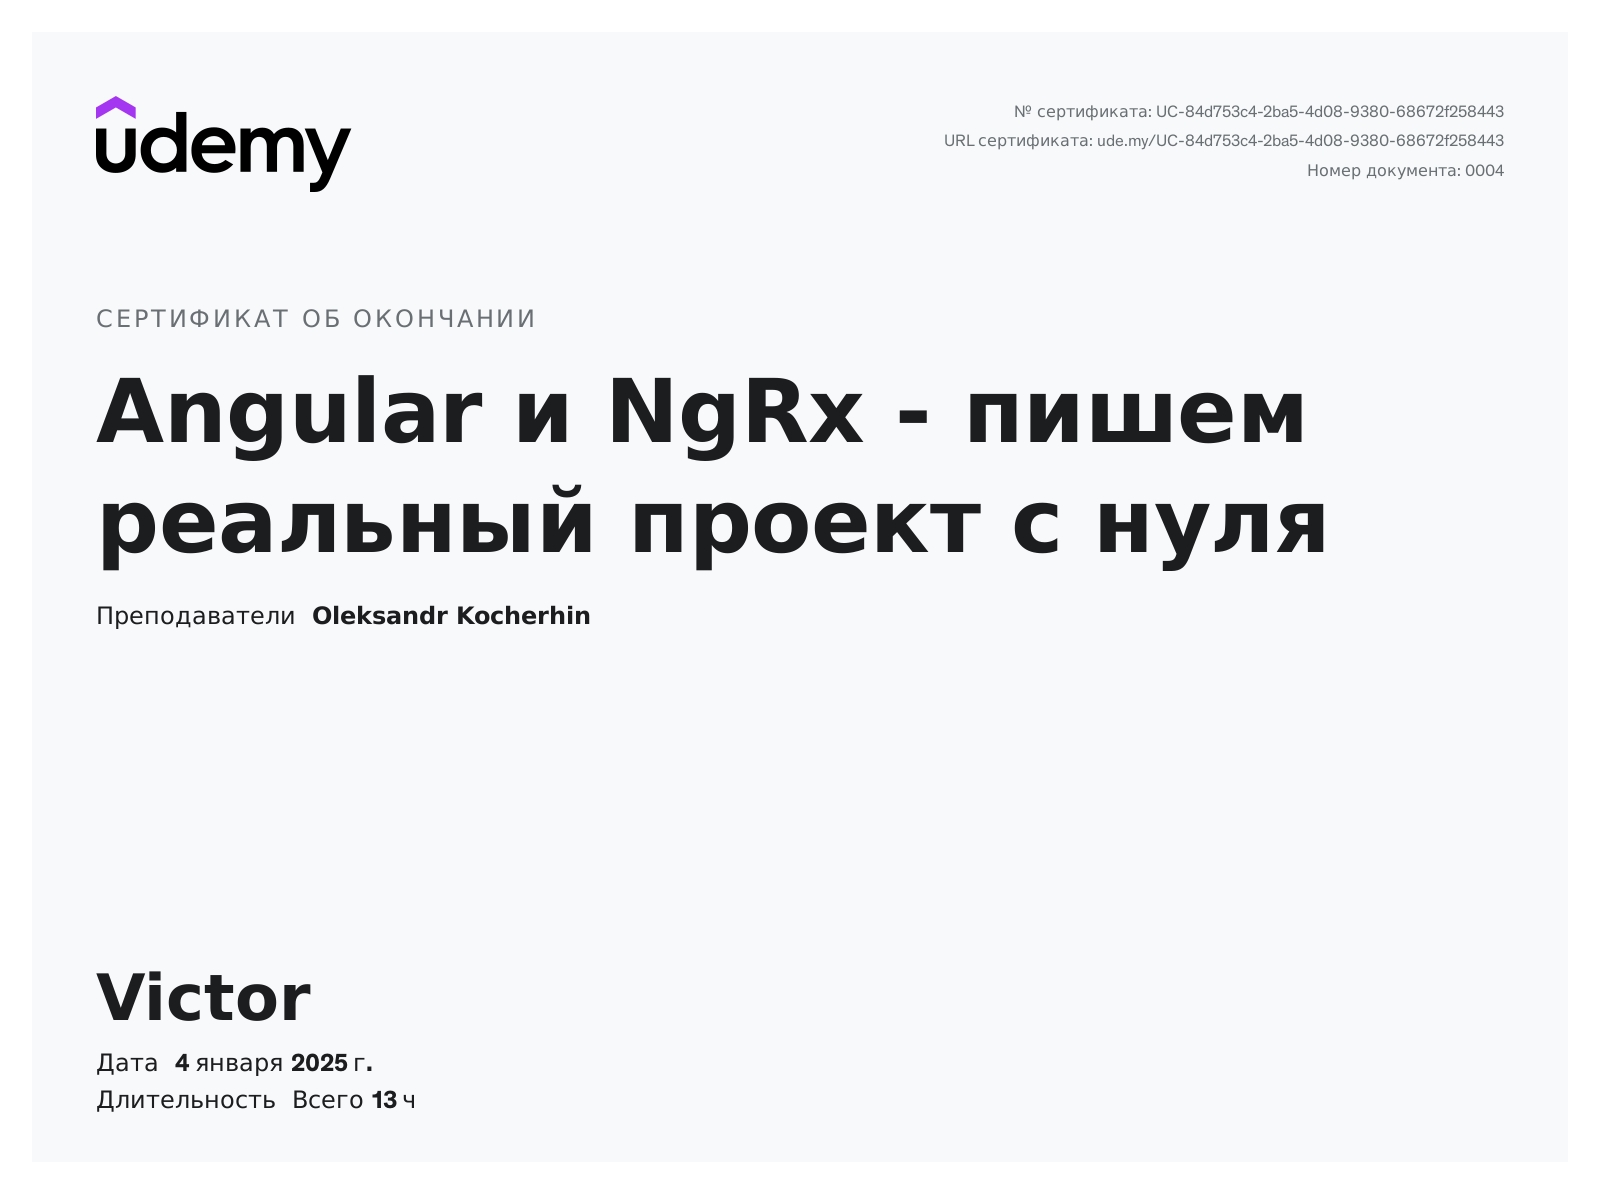 udemy
№ сертификата: UC-84d753c4-2ba5-4d08-9380-68672f258443
URL сертификата: ude.my/UC-84d753c4-2ba5-4d08-9380-68672f258443
Номер документа: 0004
СЕРТИФИКАТ ОБ ОКОНЧАНИИ
Angular и NgRx - пишем
реальный проект с нуля
Преподаватели Oleksandr Kocherhin
Victor
Дата 4 января 2025 г.
Длительность Всего 13 ч